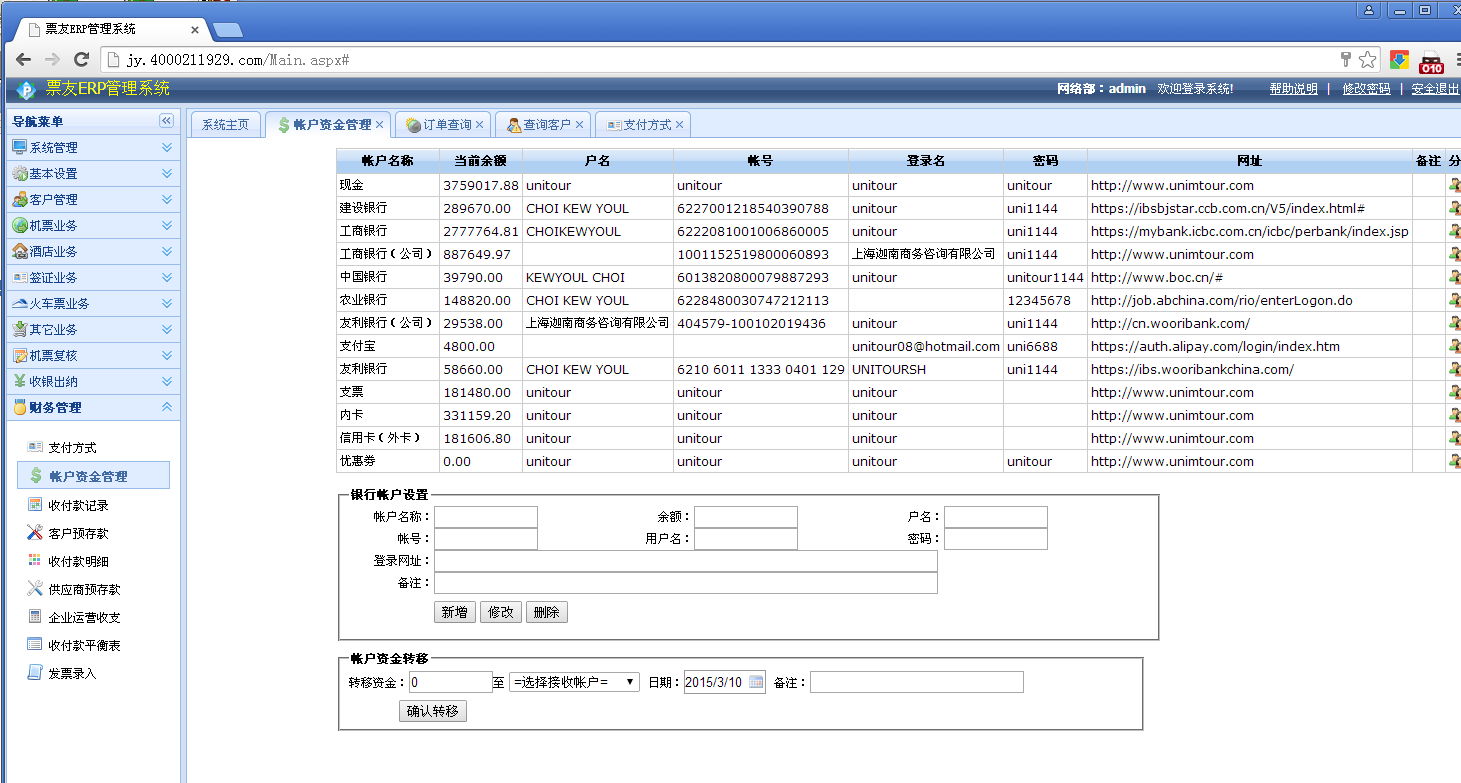 票友ERP管理系统
jy.4000211929.com/Main.aspx#
010
票友ERP管理系统 网络部：admin 欢迎登录系统! 帮助说明 | 修改密码 | 安全退出
导航菜单
系统管理
基本设置
客户管理
机票业务
酒店业务
签证业务
火车票业务
其它业务
机票复核
收银出纳
财务管理
支付方式
帐户资金管理
收付款记录
客户预存款
收付款明细
供应商预存款
企业运营收支
收付款平衡表
发票录入
系统主页 帐户资金管理 订单查询 查询客户 支付方式
帐户名称 当前余额 户名 帐号 登录名 密码 网址 备注 分
现金 3759017.88 unitour unitour unitour unitour http://www.unimtour.com
建设银行 289670.00 CHOI KEW YOUL 6227001218540390788 unitour uni1144 https://ibsbjstar.ccb.com.cn/V5/index.html#
工商银行 2777764.81 CHOIKEWYOUL 6222081001006860005 unitour uni1144 https://mybank.icbc.com.cn/icbc/perbank/index.jsp
工商银行（公司） 887649.97 1001152519800060893 上海迦南商务咨询有限公司 uni1144 http://www.unimtour.com
中国银行 39790.00 KEWYOUL CHOI 6013820800079887293 unitour unitour1144 http://www.boc.cn/#
农业银行 148820.00 CHOI KEW YOUL 6228480030747212113 12345678 http://job.abchina.com/rio/enterLogon.do
友利银行（公司） 29538.00 上海迦南商务咨询有限公司 404579-100102019436 unitour uni1144 http://cn.wooribank.com/
支付宝 4800.00 unitour08@hotmail.com uni6688 https://auth.alipay.com/login/index.htm
友利银行 58660.00 CHOI KEW YOUL 6210 6011 1333 0401 129 UNITOURSH uni1144 https://ibs.wooribankchina.com/
支票 181480.00 unitour unitour unitour http://www.unimtour.com
内卡 331159.20 unitour unitour unitour http://www.unimtour.com
信用卡（外卡） 181606.80 unitour unitour unitour http://www.unimtour.com
优惠券 0.00 unitour unitour unitour unitour http://www.unimtour.com
银行帐户设置
帐户名称： 余额： 户名：
帐号： 用户名： 密码：
登录网址：
备注：
新增 修改 删除
帐户资金转移
转移资金：0 至 =选择接收帐户= 日期：2015/3/10 备注：
确认转移